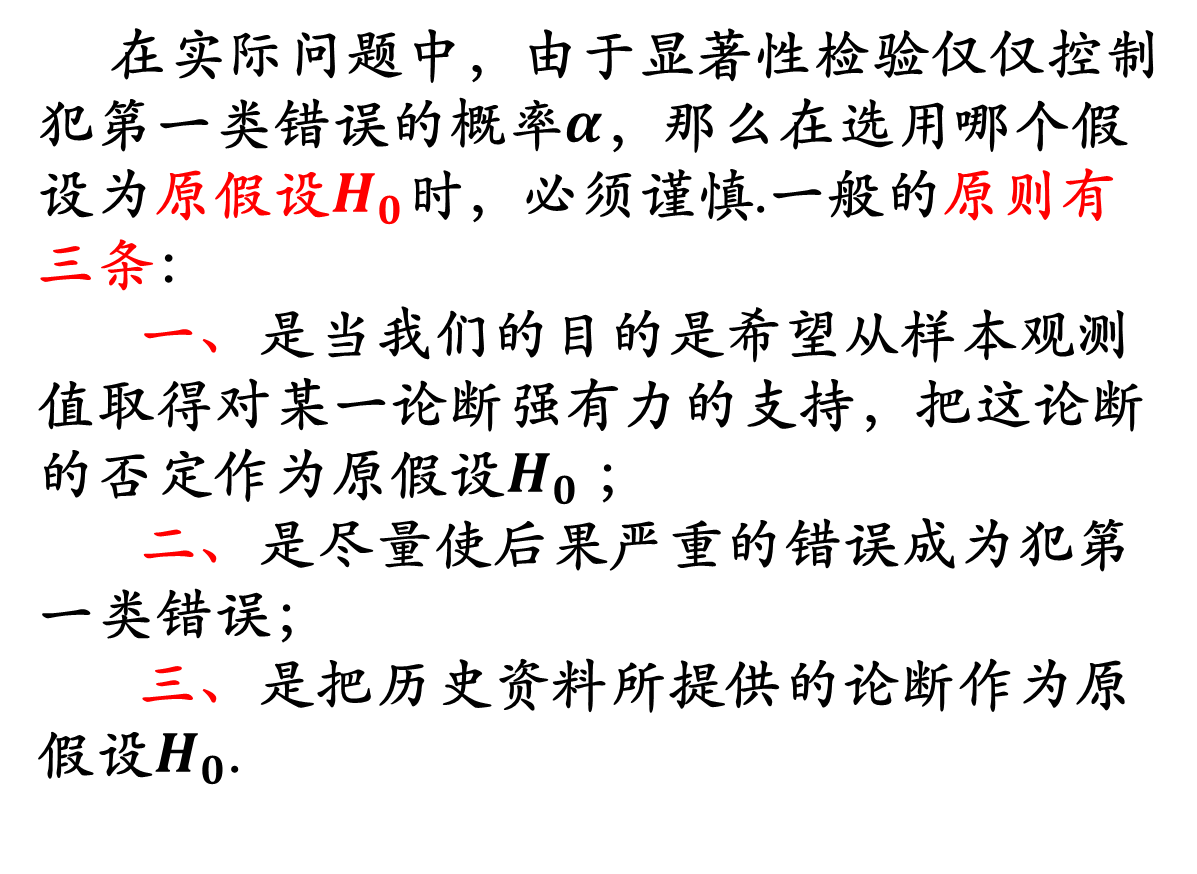 在实际问题中，由于显著性检验仅仅控制
犯第一类错误的概率α，那么在选用哪个假
设为原假设H₀时，必须谨慎.一般的原则有
三条：
一、是当我们的目的是希望从样本观测
值取得对某一论断强有力的支持，把这论断
的否定作为原假设H₀；
二、是尽量使后果严重的错误成为犯第
一类错误；
三、是把历史资料所提供的论断作为原
假设H₀.